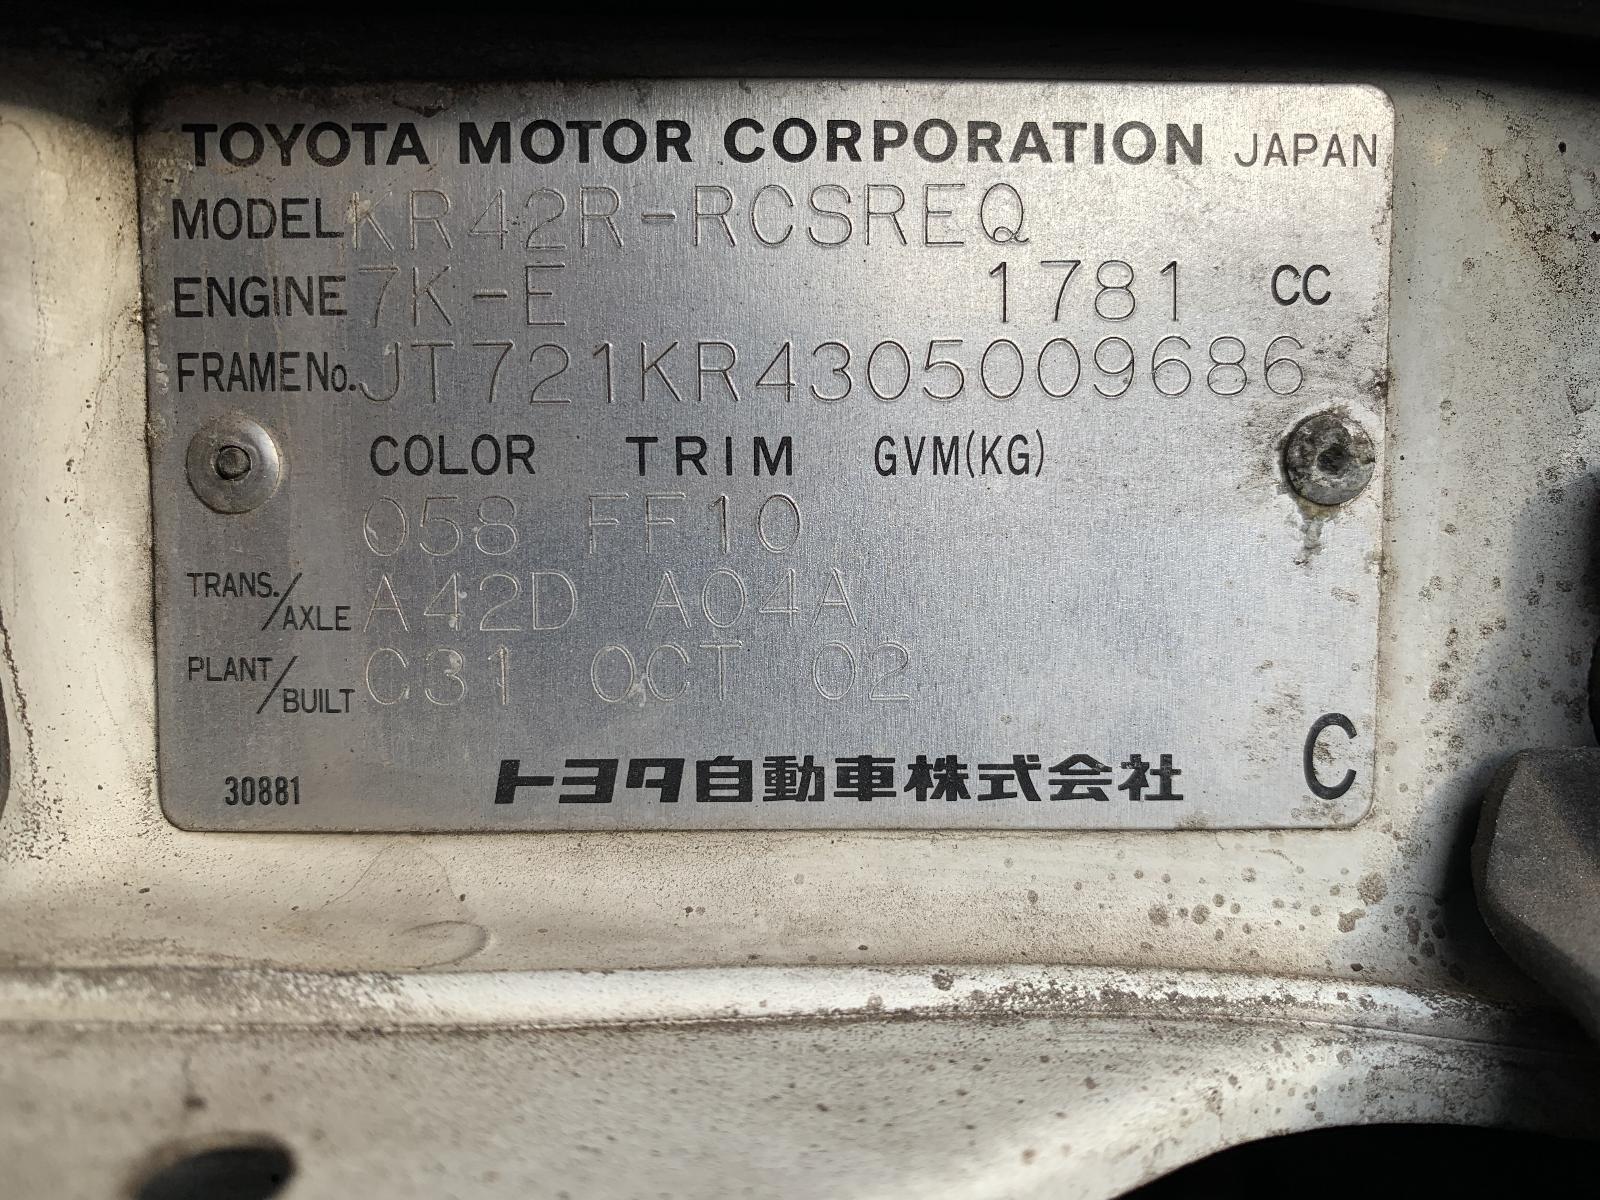 TOYOTA MOTOR CORPORATION JAPAN
MODEL KR42R-RCSREQ
ENGINE 7K-E 1781 CC
FRAME No. JT721KR4305009686
COLOR TRIM GVM(KG)
058 FF10
TRANS./AXLE A42D A04A
PLANT/BUILT C31 OCT 02
C
30881 トヨタ自動車株式会社